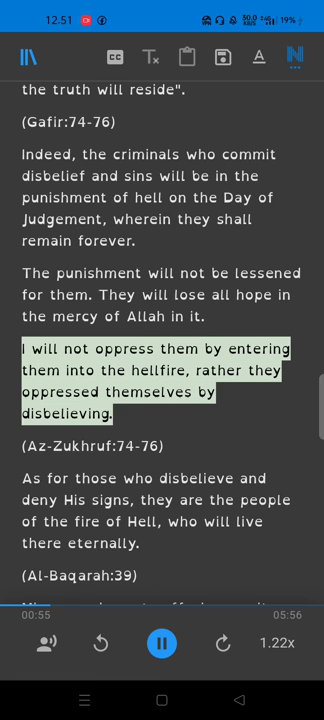 12.51 50.0 KB/S 19%
CC
the truth will reside".
(Gafir:74-76)
Indeed, the criminals who commit
disbelief and sins will be in the
punishment of hell on the Day of
Judgement, wherein they shall
remain forever.
The punishment will not be lessened
for them. They will lose all hope in
the mercy of Allah in it.
I will not oppress them by entering
them into the hellfire, rather they
oppressed themselves by
disbelieving.
(Az-Zukhruf:74-76)
As for those who disbelieve and
deny His signs, they are the people
of the fire of Hell, who will live
there eternally.
(Al-Baqarah:39)
00:55 05:56
1.22x